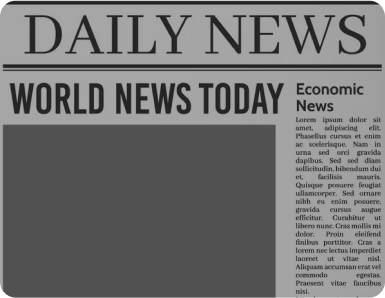 DAILY NEWS
WORLD NEWS TODAY
Economic
News
Lorem ipsum dolor sit
amet, adipiscing elit.
Phasellus cursus et enim
ac scelerisque. Nam in
urna sed orci gravida
dapibus. Sed sed diam
sollicitudin, bibendum dui
et, facilisis mauris.
Quisque posuere feugiat
ullamcorper. Sed ornare
nibh eu enim posuere,
gravida cursus augue
efficitur. Curabitur ut
libero nunc. Cras mollis mi
dolor. Proin eleifend
finibus porttitor. Cras a
lorem nec lectus imperdiet
laoreet ut vitae nisl.
Aliquam accumsan erat vel
commodo egestas.
Praesent vitae faucibus
nisi.